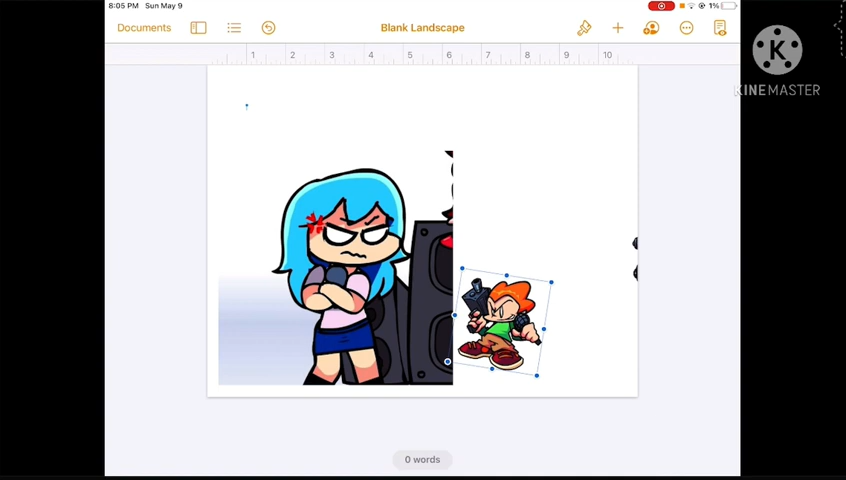 8:05 PM Sun May 9
1%
Documents
Blank Landscape
1 2 3 4 5 6 7 8 9 10
K
KINEMASTER
0 words